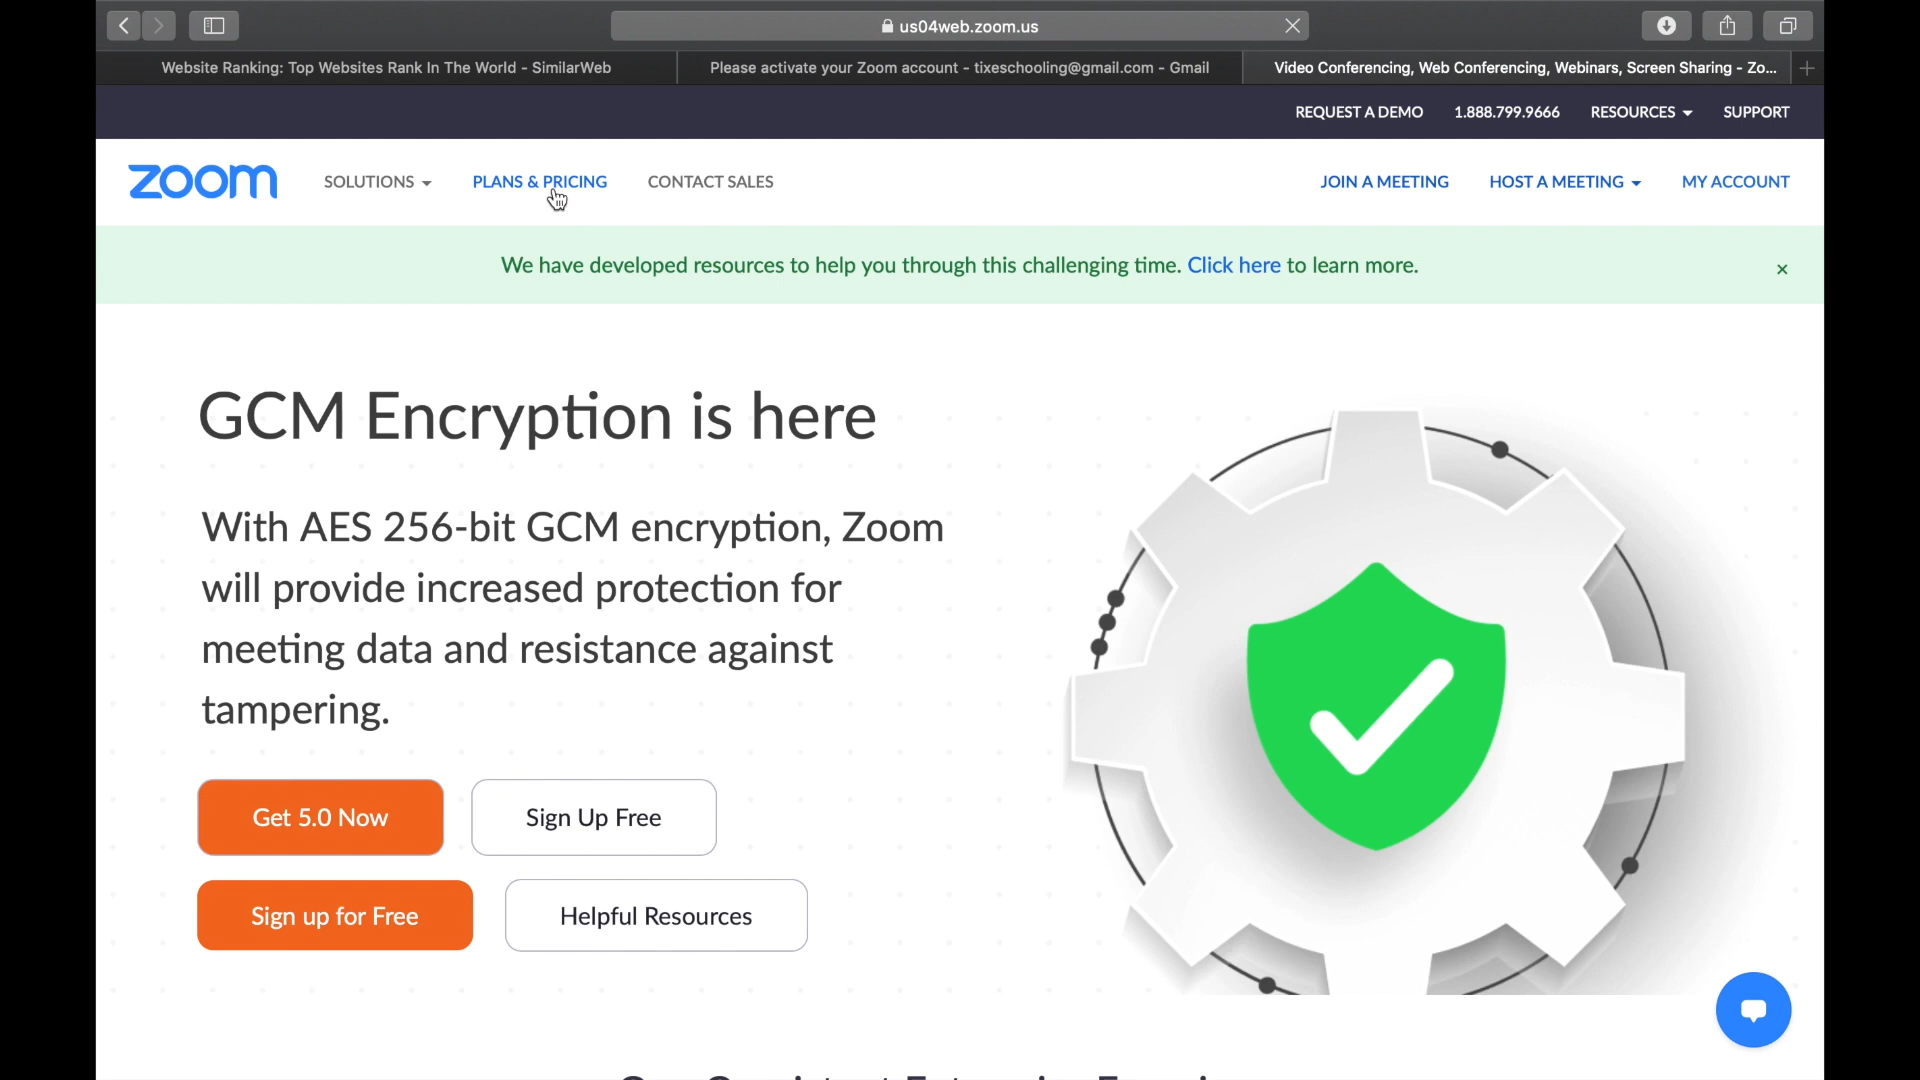 us04web.zoom.us
Website Ranking: Top Websites Rank In The World - SimilarWeb
Please activate your Zoom account - tixeschooling@gmail.com - Gmail
Video Conferencing, Web Conferencing, Webinars, Screen Sharing - Zo...
REQUEST A DEMO 1.888.799.9666 RESOURCES SUPPORT
zoom SOLUTIONS PLANS & PRICING CONTACT SALES JOIN A MEETING HOST A MEETING MY ACCOUNT
We have developed resources to help you through this challenging time. Click here to learn more.
GCM Encryption is here
With AES 256-bit GCM encryption, Zoom
will provide increased protection for
meeting data and resistance against
tampering.
Get 5.0 Now
Sign Up Free
Sign up for Free
Helpful Resources